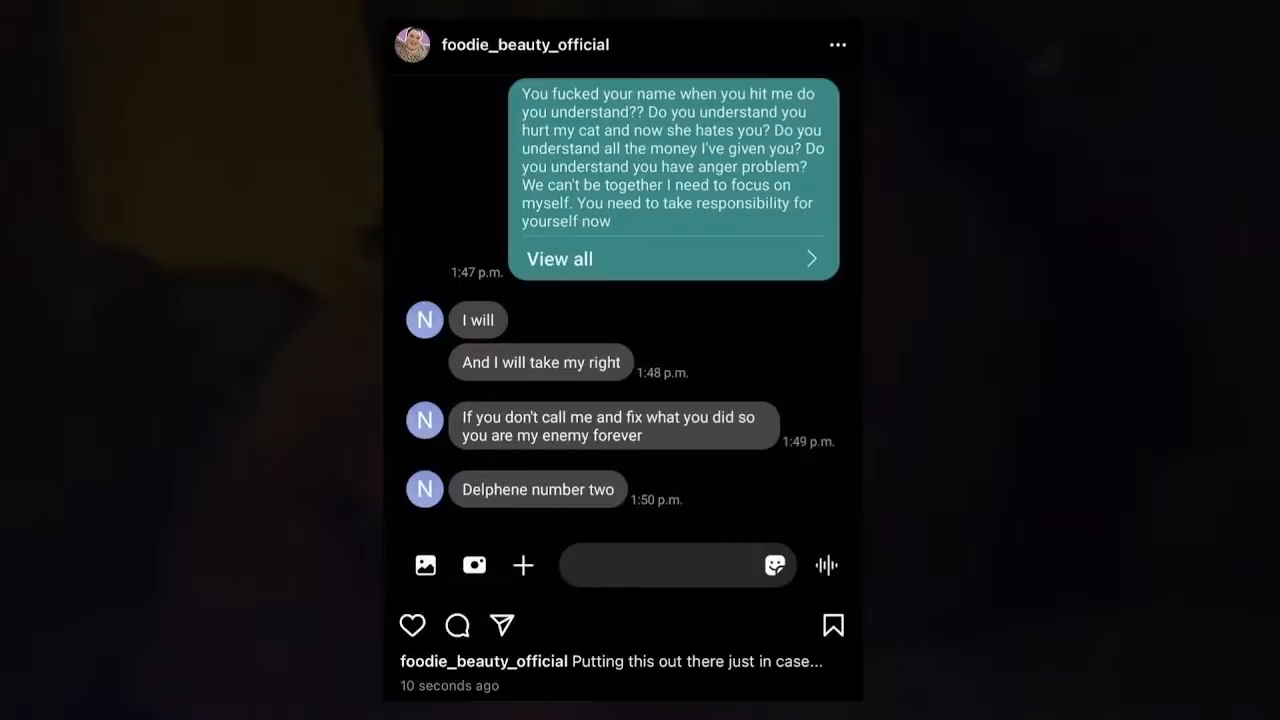 foodie_beauty_official
You fucked your name when you hit me do
you understand?? Do you understand you
hurt my cat and now she hates you? Do you
understand all the money I've given you? Do
you understand you have anger problem?
We can't be together I need to focus on
myself. You need to take responsibility for
yourself now
View all
1:47 p.m.
N I will
And I will take my right 1:48 p.m.
N If you don't call me and fix what you did so
you are my enemy forever 1:49 p.m.
N Delphene number two 1:50 p.m.
foodie_beauty_official Putting this out there just in case...
10 seconds ago